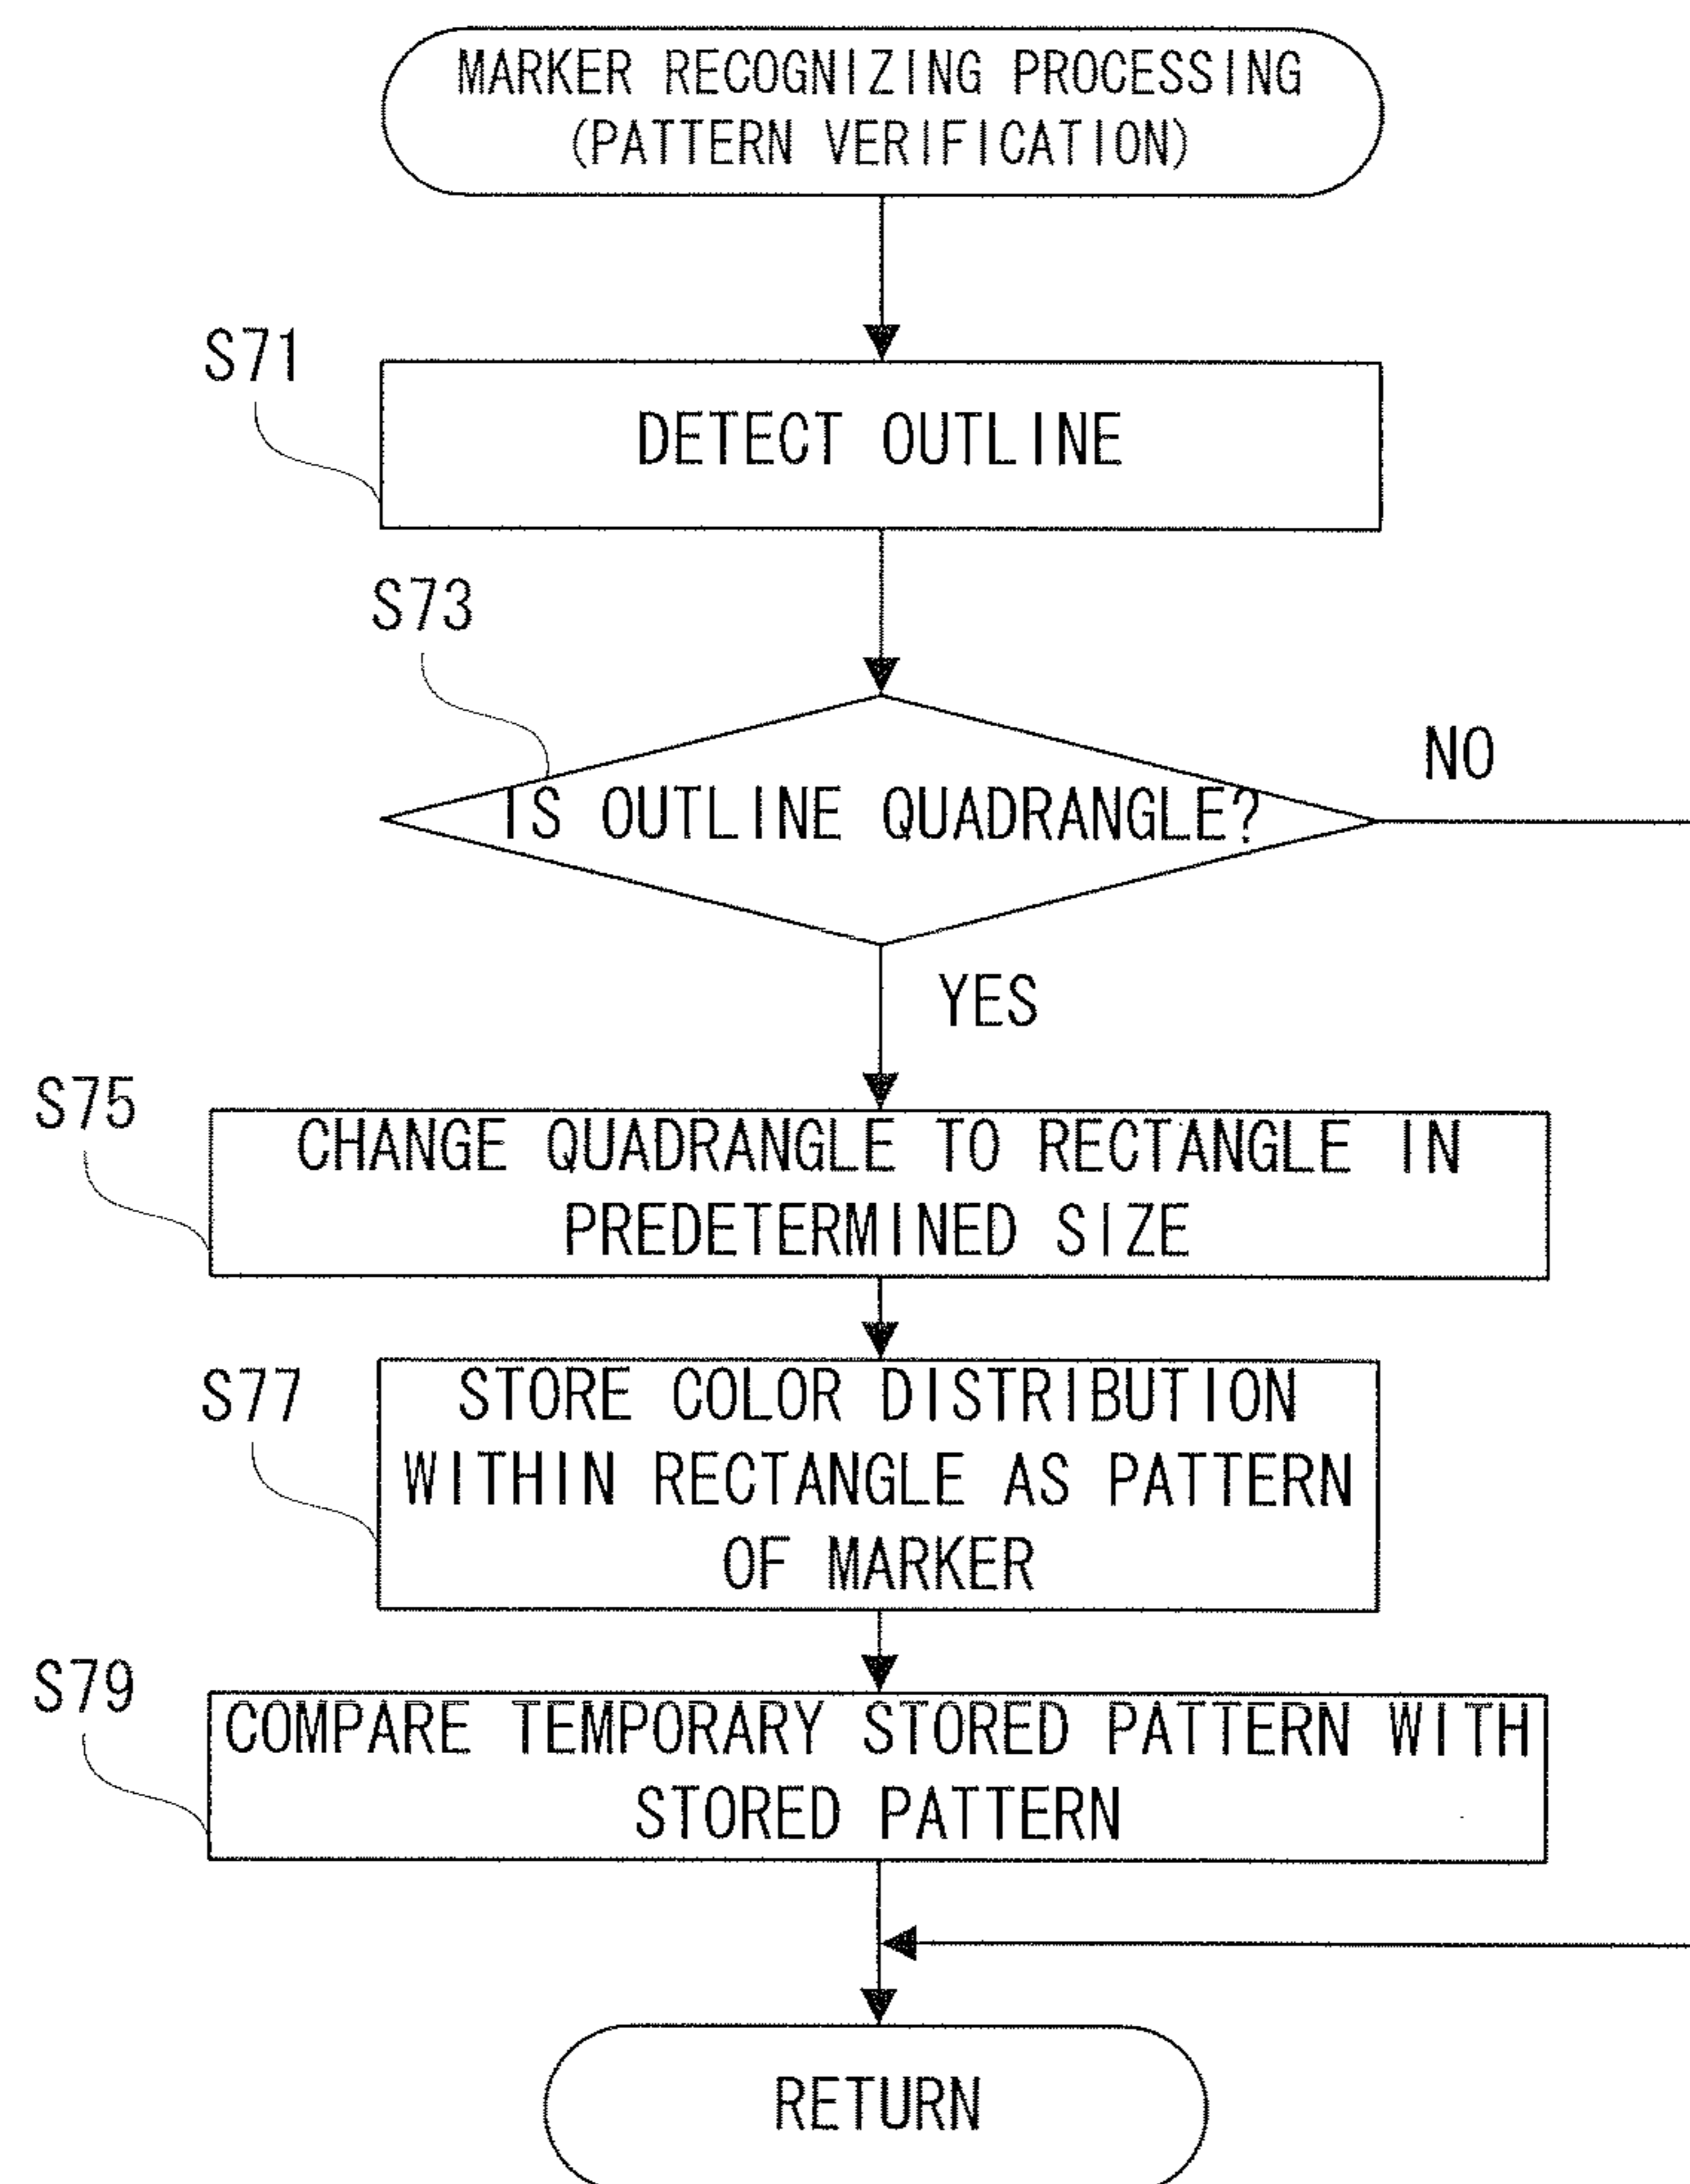 MARKER RECOGNIZING PROCESSING
(PATTERN VERIFICATION)
S71
DETECT OUTLINE
S73
NO
IS OUTLINE QUADRANGLE?
YES
S75
CHANGE QUADRANGLE TO RECTANGLE IN
PREDETERMINED SIZE
S77
STORE COLOR DISTRIBUTION
WITHIN RECTANGLE AS PATTERN
OF MARKER
S79
COMPARE TEMPORARY STORED PATTERN WITH
STORED PATTERN
RETURN